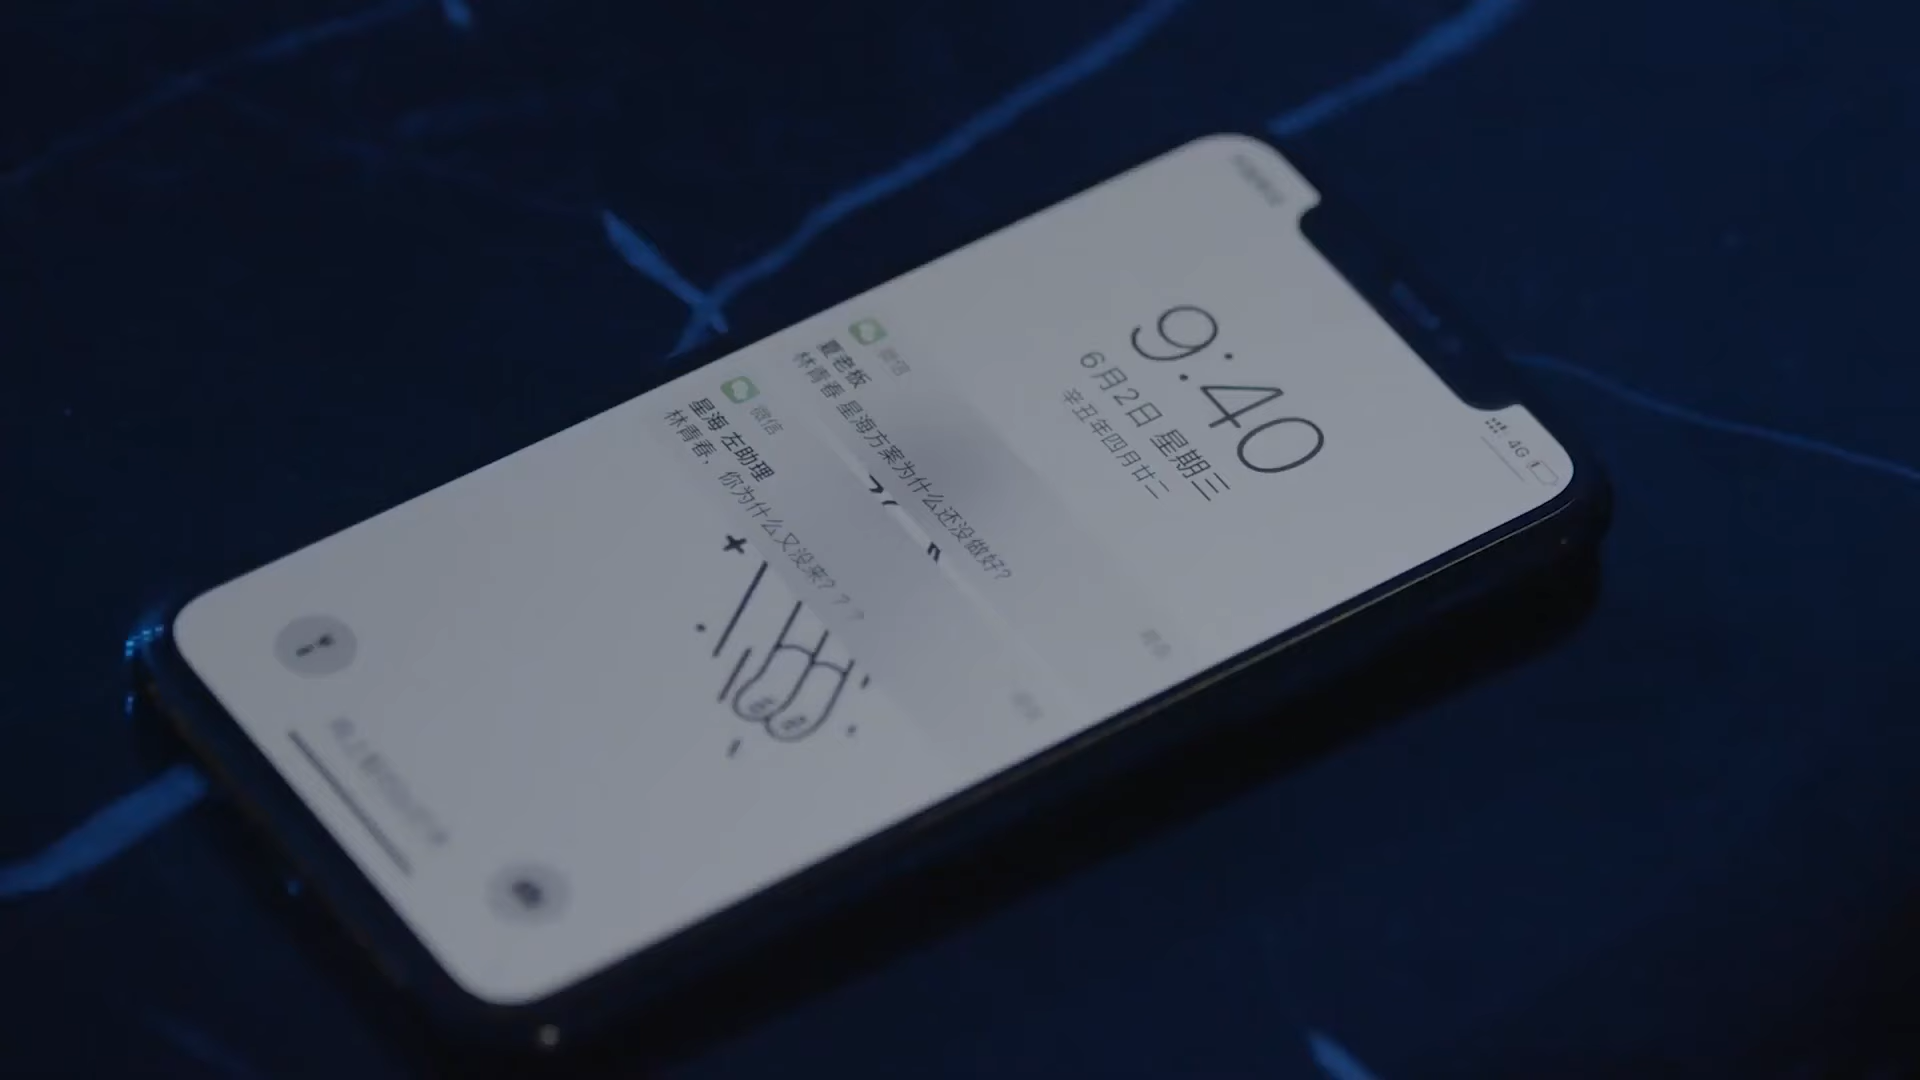 4G
9:40
6月2日 星期三
辛丑年四月廿二
微信
夏老板
林青春 星海方案为什么还没做好?
微信
星海 左助理
林青春，你为什么又没来? ? ?